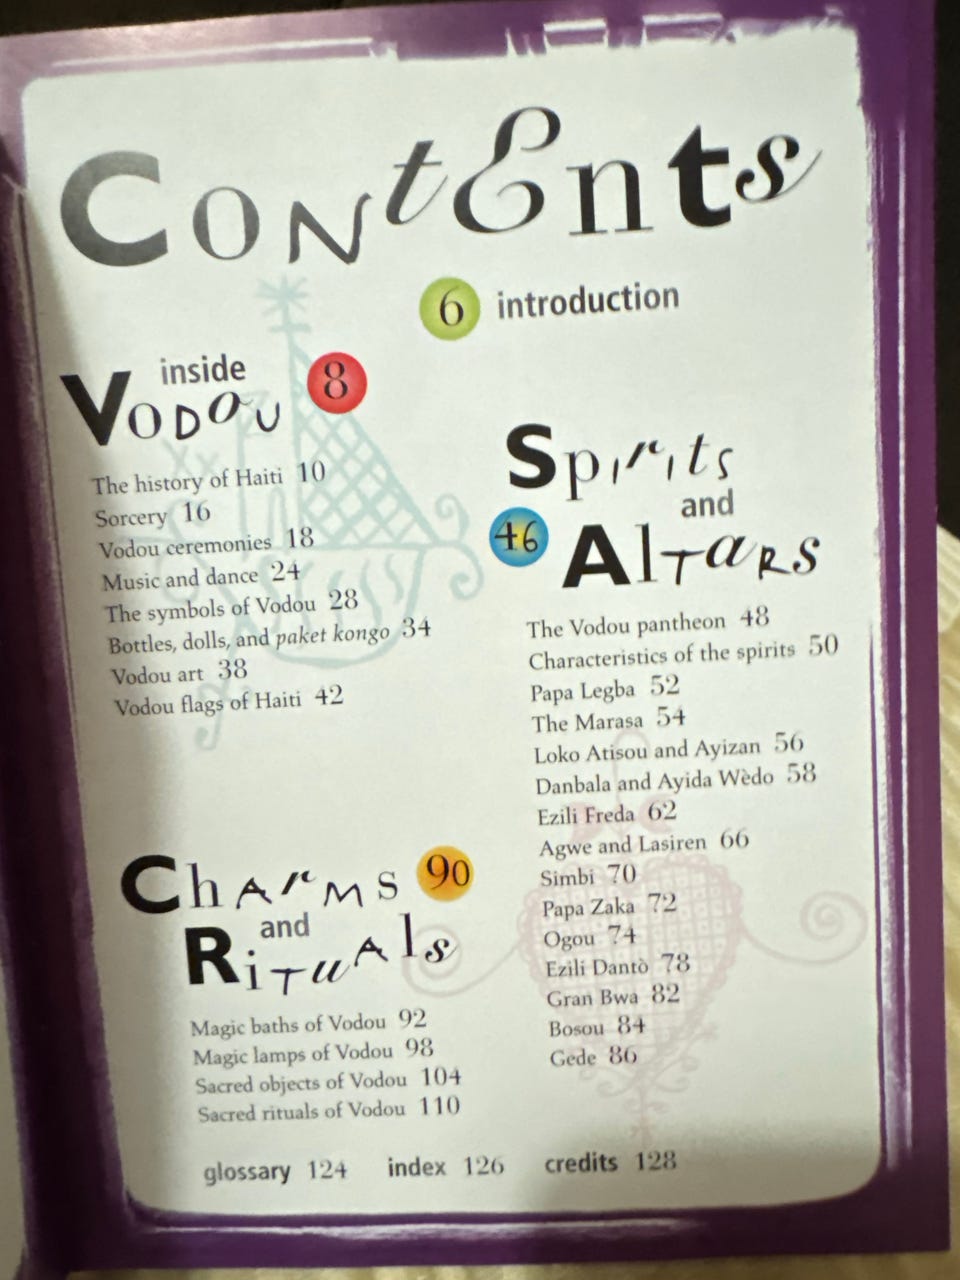 Contents
6 introduction
inside
Vodou 8
The history of Haiti 10
Sorcery 16
Vodou ceremonies 18
Music and dance 24
The symbols of Vodou 28
Bottles, dolls, and paket kongo 34
Vodou art 38
Vodou flags of Haiti 42
Spirits
and
46 Altars
The Vodou pantheon 48
Characteristics of the spirits 50
Papa Legba 52
The Marasa 54
Loko Atisou and Ayizan 56
Danbala and Ayida Wèdo 58
Ezili Freda 62
Agwe and Lasiren 66
Simbi 70
Papa Zaka 72
Ogou 74
Ezili Dantò 78
Gran Bwa 82
Bosou 84
Gede 86
Charms 90
and
Rituals
Magic baths of Vodou 92
Magic lamps of Vodou 98
Sacred objects of Vodou 104
Sacred rituals of Vodou 110
glossary 124 index 126 credits 128